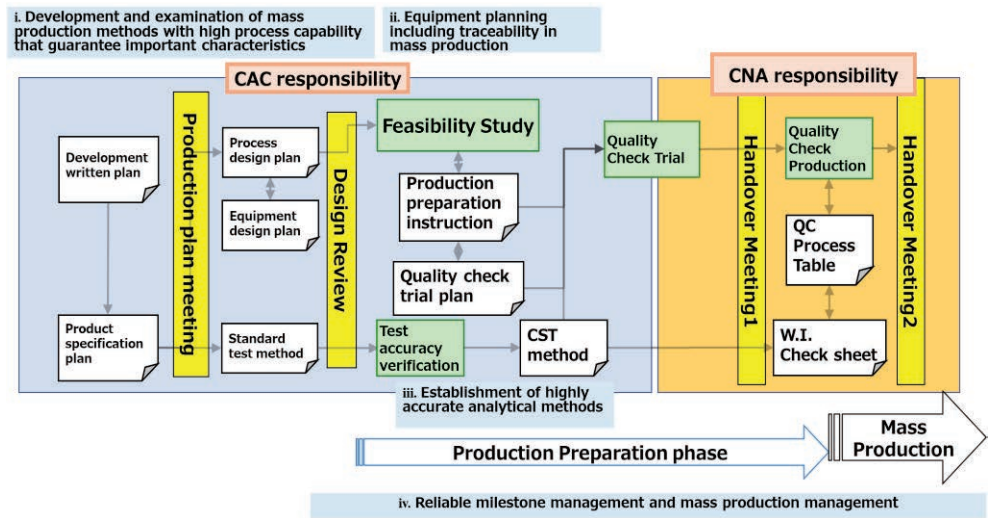 i. Development and examination of mass
production methods with high process capability
that guarantee important characteristics
ii. Equipment planning
including traceability in
mass production
CAC responsibility
CNA responsibility
Development
written plan
Product
specification
plan
Production plan meeting
Process
design plan
Equipment
design plan
Standard
test method
Design Review
Feasibility Study
Production
preparation
instruction
Quality check
trial plan
Test
accuracy
verification
CST
method
Quality
Check Trial
Handover Meeting1
Quality
Check
Production
QC
Process
Table
W.I.
Check sheet
Handover Meeting2
iii. Establishment of highly
accurate analytical methods
Production Preparation phase
Mass
Production
iv. Reliable milestone management and mass production management